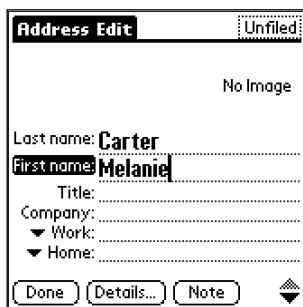 Address Edit Unfiled
No Image
Last name: Carter
First name: Melanie
Title:
Company:
Work:
Home:
Done Details... Note